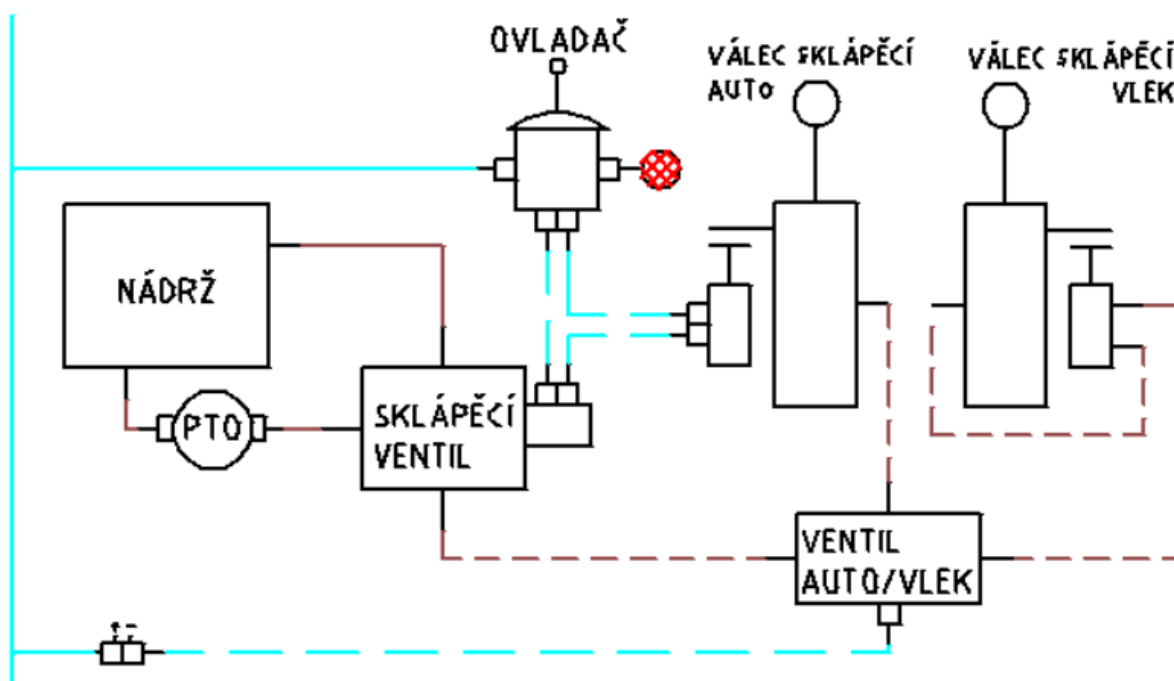 OVLADAČ
VÁLEC SKLÁPĚCÍ
AUTO
VÁLEC SKLÁPĚCÍ
VLEK
NÁDRŽ
PTO
SKLÁPĚCÍ
VENTIL
VENTIL
AUTO/VLEK